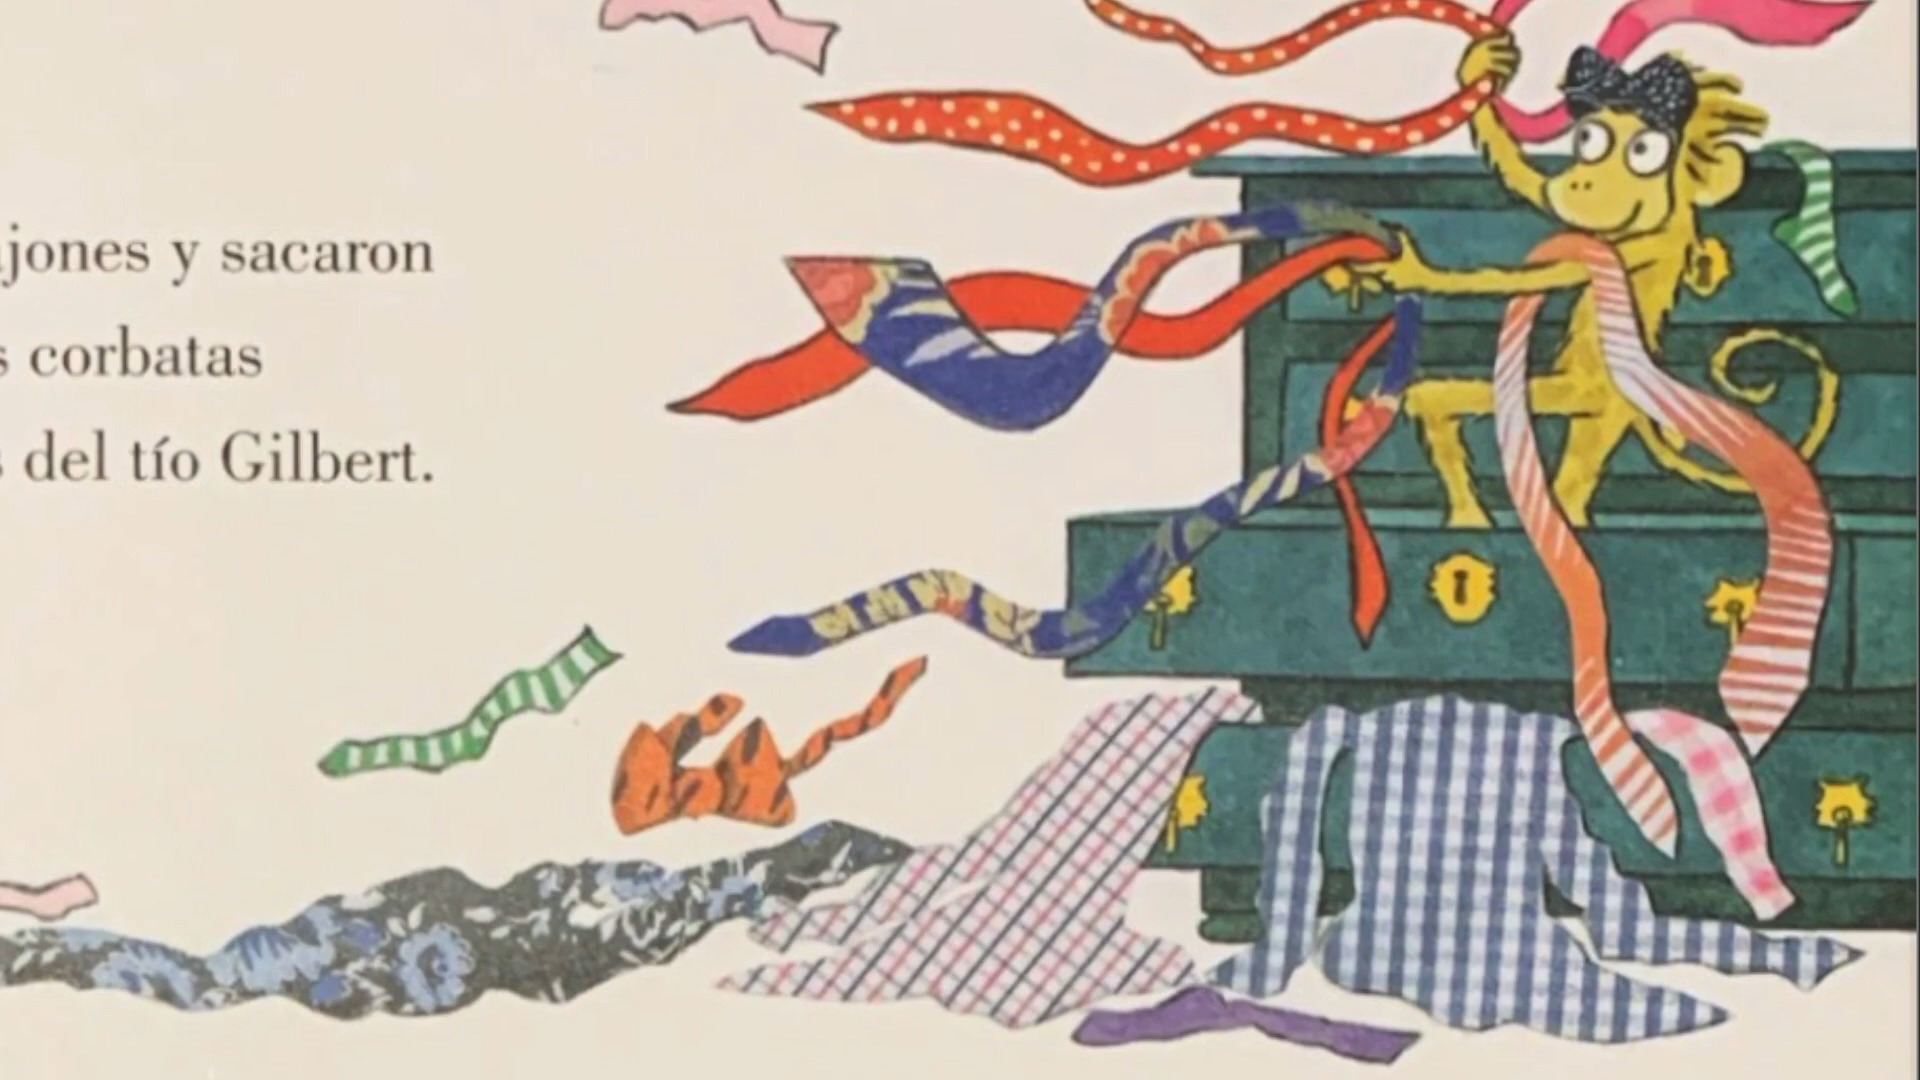 jones y sacaron
s corbatas
s del tío Gilbert.